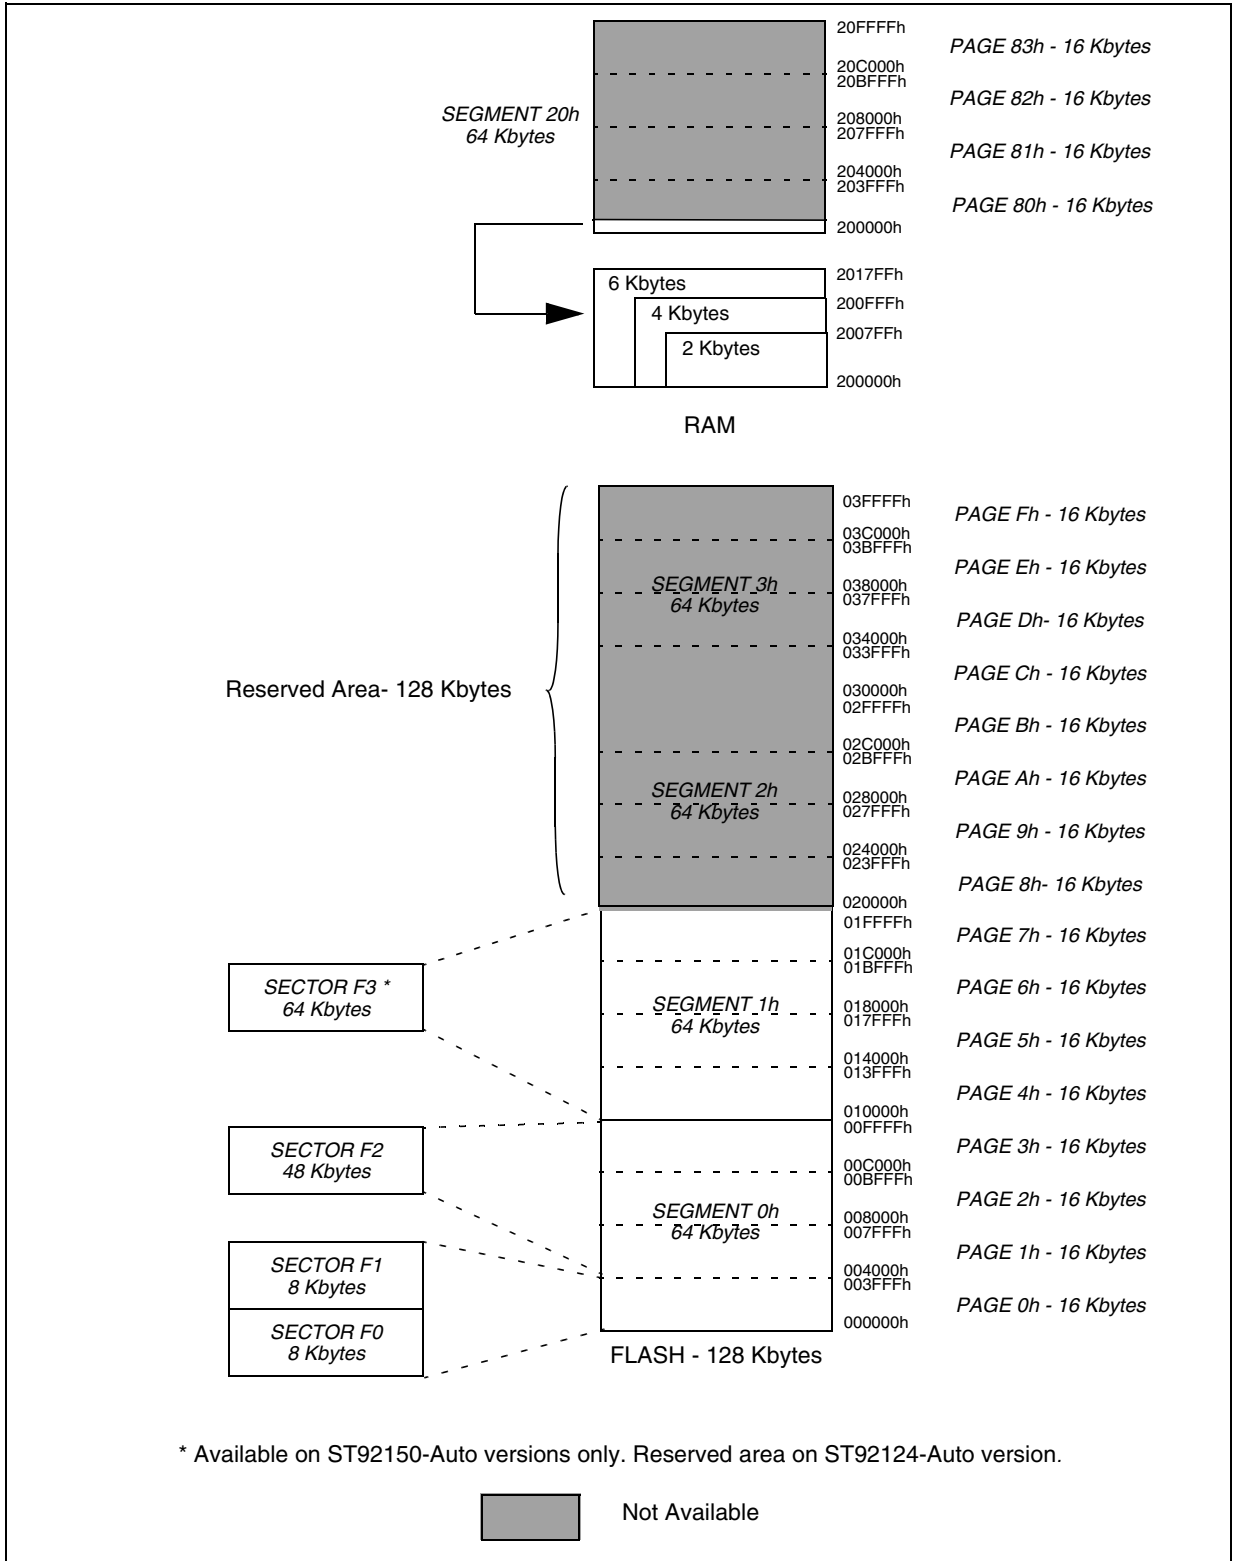 20FFFFh
PAGE 83h - 16 Kbytes
20C000h
20BFFFh
PAGE 82h - 16 Kbytes
SEGMENT 20h
64 Kbytes
208000h
207FFFh
PAGE 81h - 16 Kbytes
204000h
203FFFh
PAGE 80h - 16 Kbytes
200000h
6 Kbytes
2017FFh
4 Kbytes
200FFFh
2 Kbytes
2007FFh
200000h
RAM
03FFFFh
PAGE Fh - 16 Kbytes
03C000h
03BFFFh
PAGE Eh - 16 Kbytes
SEGMENT 3h
64 Kbytes
038000h
037FFFh
PAGE Dh- 16 Kbytes
034000h
033FFFh
PAGE Ch - 16 Kbytes
Reserved Area- 128 Kbytes
030000h
02FFFFh
PAGE Bh - 16 Kbytes
02C000h
02BFFFh
PAGE Ah - 16 Kbytes
SEGMENT 2h
64 Kbytes
028000h
027FFFh
PAGE 9h - 16 Kbytes
024000h
023FFFh
PAGE 8h- 16 Kbytes
020000h
01FFFFh
PAGE 7h - 16 Kbytes
01C000h
01BFFFh
SECTOR F3 *
64 Kbytes
PAGE 6h - 16 Kbytes
SEGMENT 1h
64 Kbytes
018000h
017FFFh
PAGE 5h - 16 Kbytes
014000h
013FFFh
PAGE 4h - 16 Kbytes
010000h
00FFFFh
SECTOR F2
48 Kbytes
PAGE 3h - 16 Kbytes
00C000h
00BFFFh
PAGE 2h - 16 Kbytes
SEGMENT 0h
64 Kbytes
008000h
007FFFh
PAGE 1h - 16 Kbytes
SECTOR F1
8 Kbytes
004000h
003FFFh
PAGE 0h - 16 Kbytes
SECTOR F0
8 Kbytes
000000h
FLASH - 128 Kbytes
* Available on ST92150-Auto versions only. Reserved area on ST92124-Auto version.
Not Available